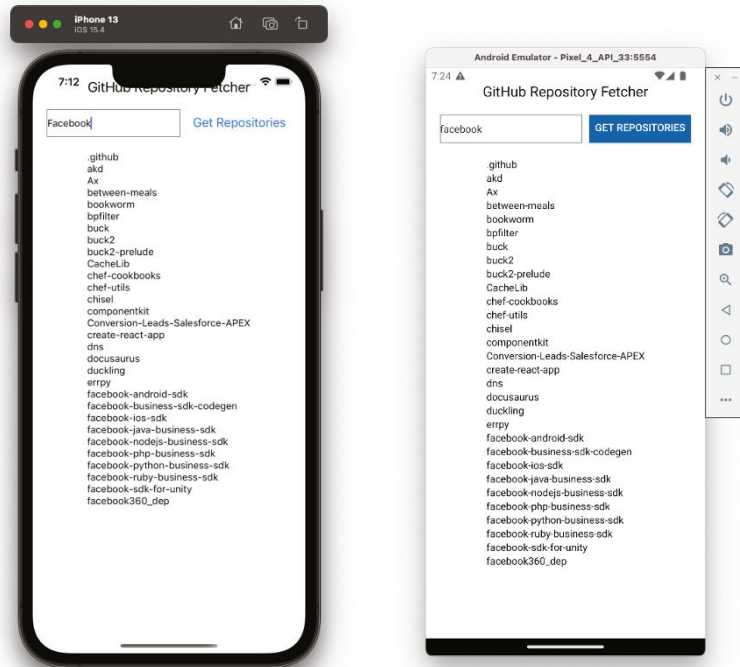 iPhone 13
iOS 15.4
7:12
GitHub Repository Fetcher
Facebook
Get Repositories
.github
akd
Ax
between-meals
bookworm
bpfilter
buck
buck2
buck2-prelude
CacheLib
chef-cookbooks
chef-utils
chisel
componentkit
Conversion-Leads-Salesforce-APEX
create-react-app
dns
docusaurus
duckling
errpy
facebook-android-sdk
facebook-business-sdk-codegen
facebook-ios-sdk
facebook-java-business-sdk
facebook-nodejs-business-sdk
facebook-php-business-sdk
facebook-python-business-sdk
facebook-ruby-business-sdk
facebook-sdk-for-unity
facebook360_dep
Android Emulator - Pixel_4_API_33:5554
7:24
GitHub Repository Fetcher
facebook
GET REPOSITORIES
.github
akd
Ax
between-meals
bookworm
bpfilter
buck
buck2
buck2-prelude
CacheLib
chef-cookbooks
chef-utils
chisel
componentkit
Conversion-Leads-Salesforce-APEX
create-react-app
dns
docusaurus
duckling
errpy
facebook-android-sdk
facebook-business-sdk-codegen
facebook-ios-sdk
facebook-java-business-sdk
facebook-nodejs-business-sdk
facebook-php-business-sdk
facebook-python-business-sdk
facebook-ruby-business-sdk
facebook-sdk-for-unity
facebook360_dep